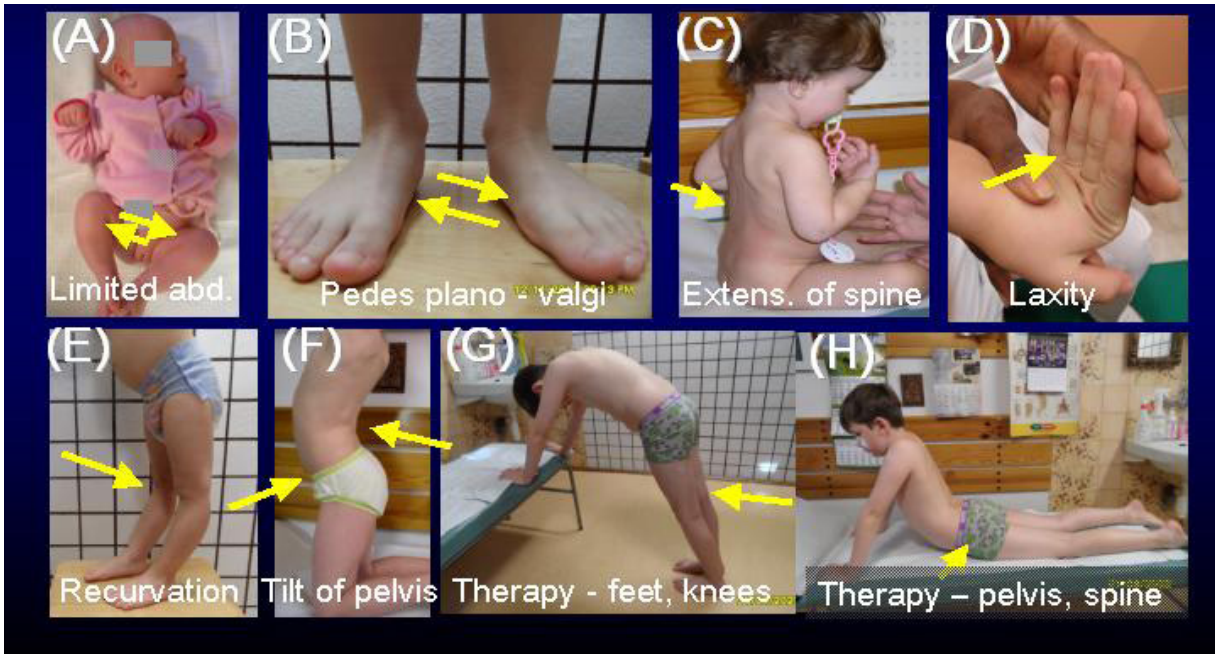 (A)
(B)
(C)
(D)
Limited abd.
Pedes plano - valgi
Extens. of spine
Laxity
(E)
(F)
(G)
(H)
Recurvation
Tilt of pelvis
Therapy - feet, knees
Therapy – pelvis, spine